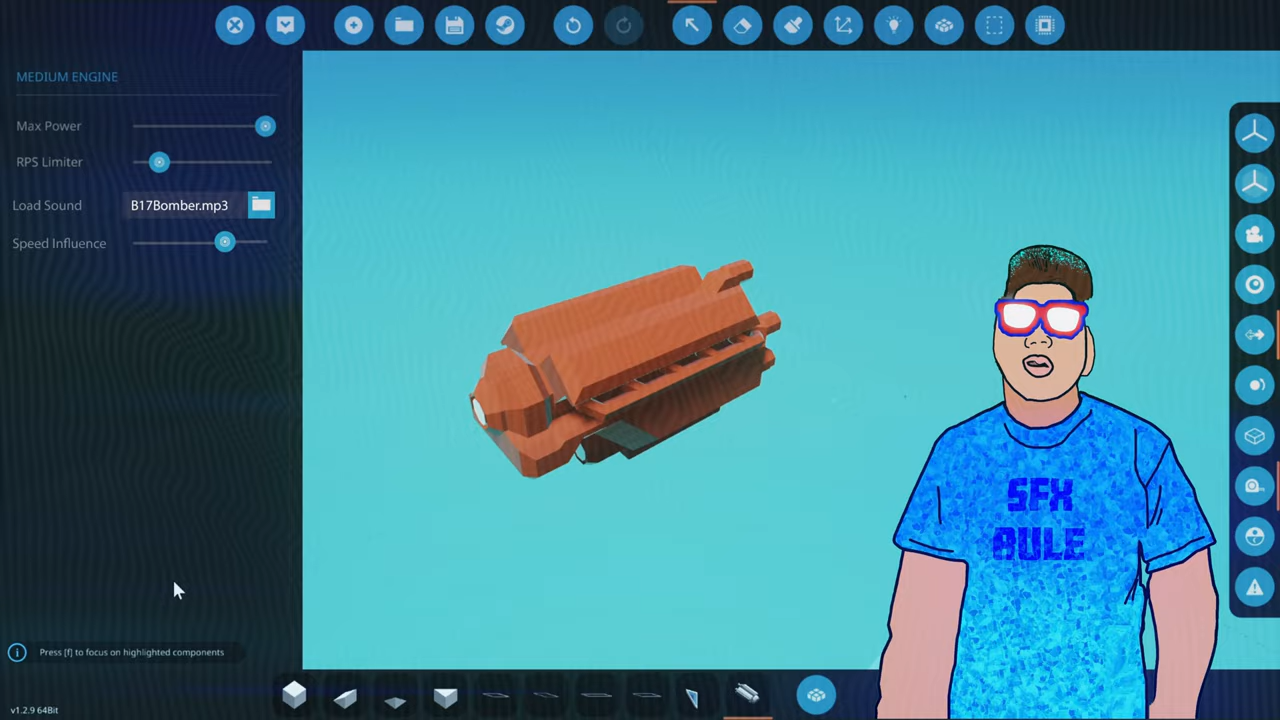 MEDIUM ENGINE
Max Power
RPS Limiter
Load Sound B17Bomber.mp3
Speed Influence
SFX
BULE
Press [f] to focus on highlighted components
v1.2.9 64Bit